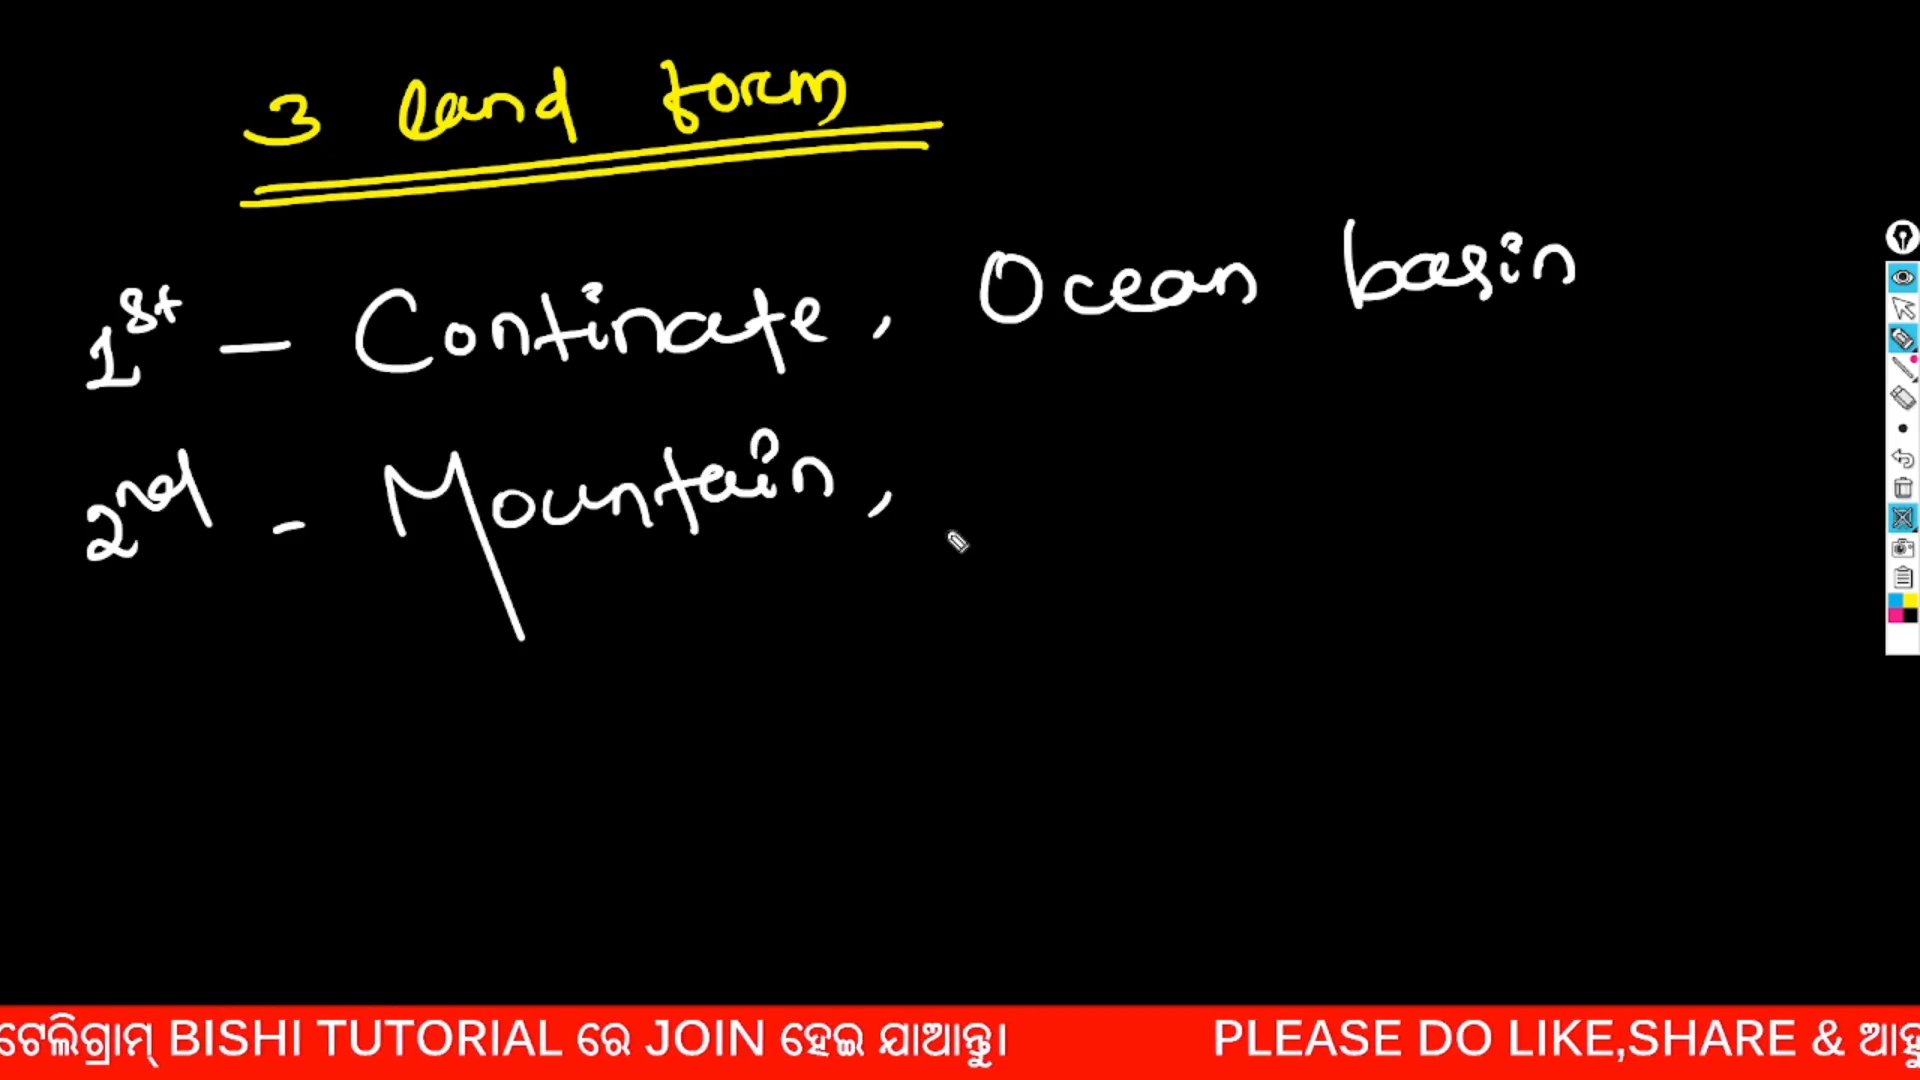 3 land form
1st - Continate, Ocean basin
2nd - Mountain,
ଟେଲିଗ୍ରାମ୍ BISHI TUTORIAL ରେ JOIN ହେଇ ଯାଆନ୍ତୁ। PLEASE DO LIKE,SHARE &